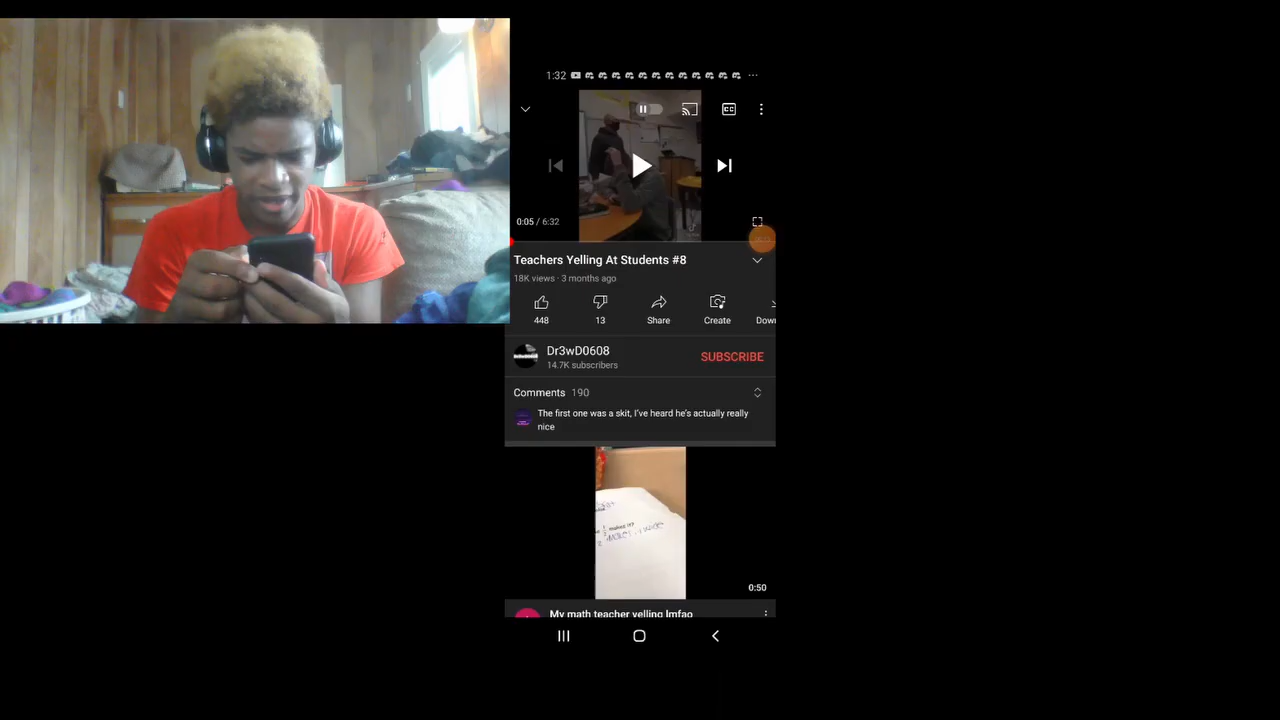 1:32
0:05 / 6:32
Teachers Yelling At Students #8
18K views · 3 months ago
448
13
Share
Create
Dow
Dr3wD0608
14.7K subscribers
SUBSCRIBE
Comments 190
The first one was a skit, I've heard he's actually really
nice
0:50
My math teacher yelling lmfao